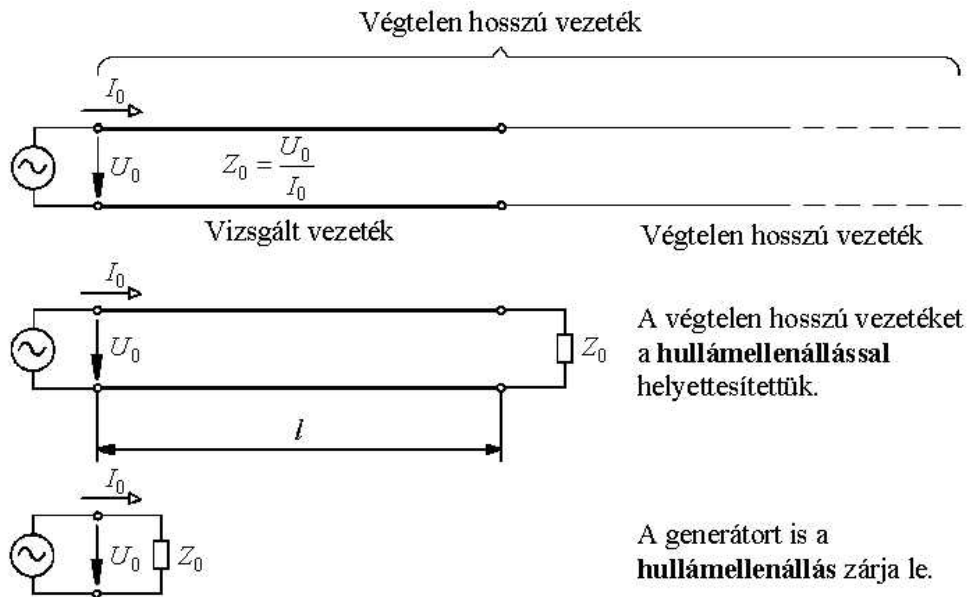 Végtelen hosszú vezeték
I₀
U₀
Z₀ = U₀ / I₀
Vizsgált vezeték
Végtelen hosszú vezeték
I₀
U₀
Z₀
l
A végtelen hosszú vezetéket
a hullámellenállással
helyettesítettük.
I₀
U₀
Z₀
A generátort is a
hullámellenállás zárja le.